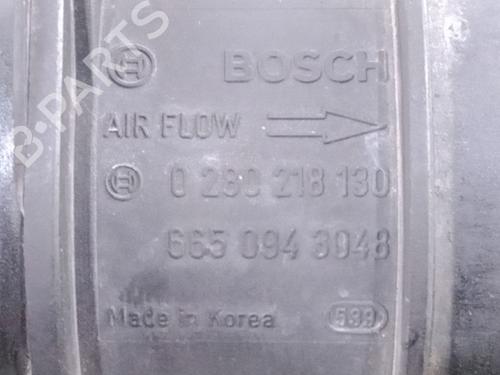 BOSCH
AIR FLOW
0 280 218 130
665 094 3048
Made in Korea 539
B-PARTS